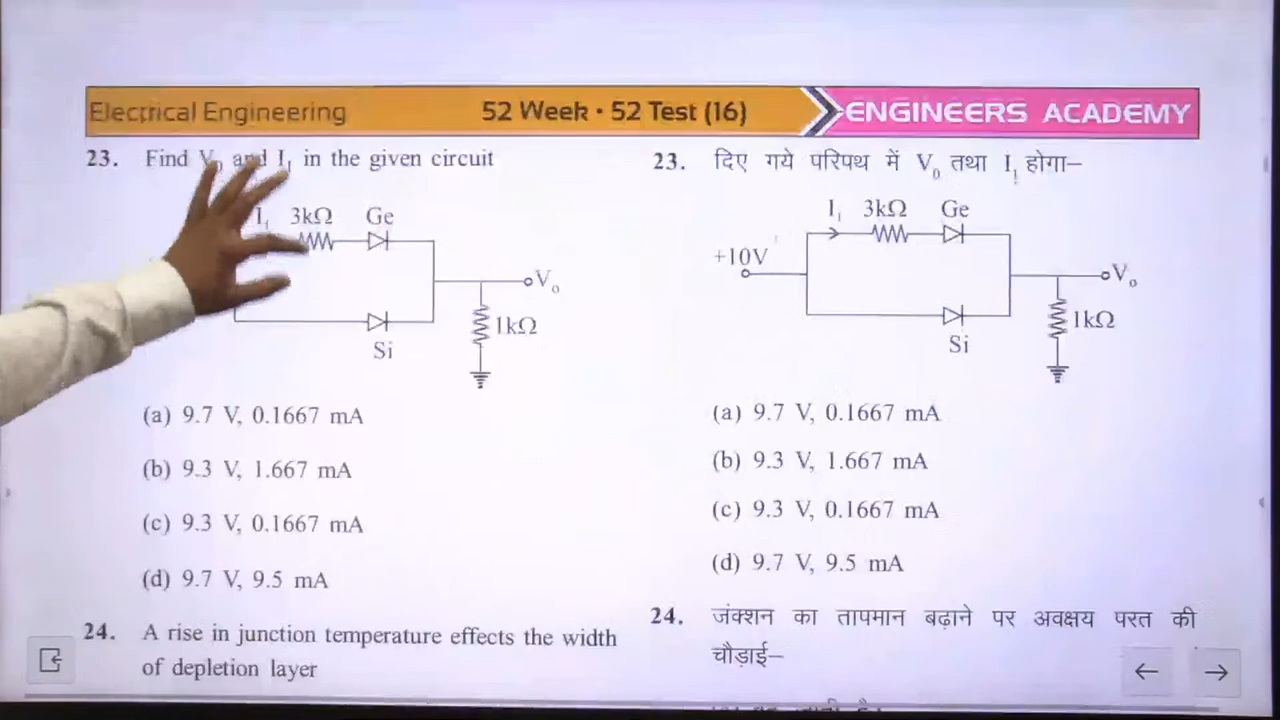 Electrical Engineering 52 Week • 52 Test (16) ENGINEERS ACADEMY
23. Find V₀ and I₁ in the given circuit
I₁ 3kΩ Ge
V₀
1kΩ
Si
(a) 9.7 V, 0.1667 mA
(b) 9.3 V, 1.667 mA
(c) 9.3 V, 0.1667 mA
(d) 9.7 V, 9.5 mA
24. A rise in junction temperature effects the width
of depletion layer
23. दिए गये परिपथ में V₀ तथा I₁ होगा–
I₁ 3kΩ Ge
+10V
V₀
1kΩ
Si
(a) 9.7 V, 0.1667 mA
(b) 9.3 V, 1.667 mA
(c) 9.3 V, 0.1667 mA
(d) 9.7 V, 9.5 mA
24. जंक्शन का तापमान बढ़ाने पर अवक्षय परत की
चौड़ाई–